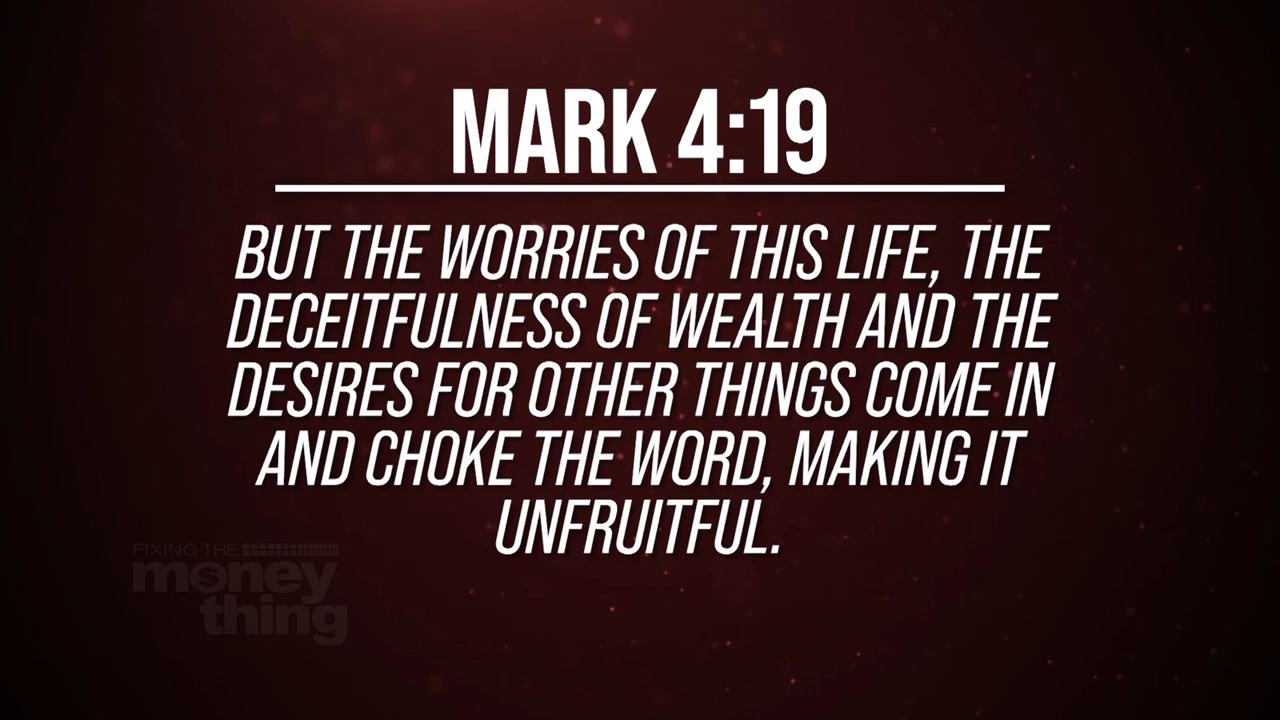 MARK 4:19
BUT THE WORRIES OF THIS LIFE, THE
DECEITFULNESS OF WEALTH AND THE
DESIRES FOR OTHER THINGS COME IN
AND CHOKE THE WORD, MAKING IT
UNFRUITFUL.
FIXING THE
money
thing